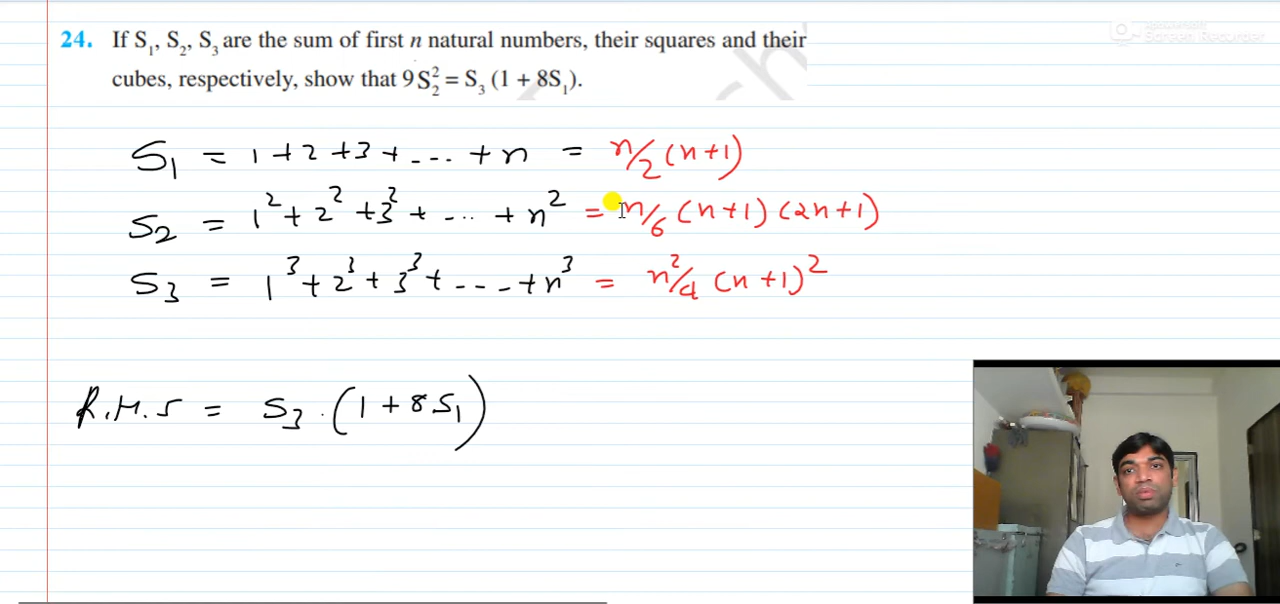 24. If S₁, S₂, S₃ are the sum of first n natural numbers, their squares and their
cubes, respectively, show that 9S₂² = S₃ (1 + 8S₁).
S₁ = 1+2+3+--..+n = n/2 (n+1)
S₂ = 1²+2²+3²+-...+n² = n/6 (n+1)(2n+1)
S₃ = 1³+2³+3³+---.+n³ = n²/4 (n+1)²
R.H.S = S₃.(1+8S₁)
Screen Recorder